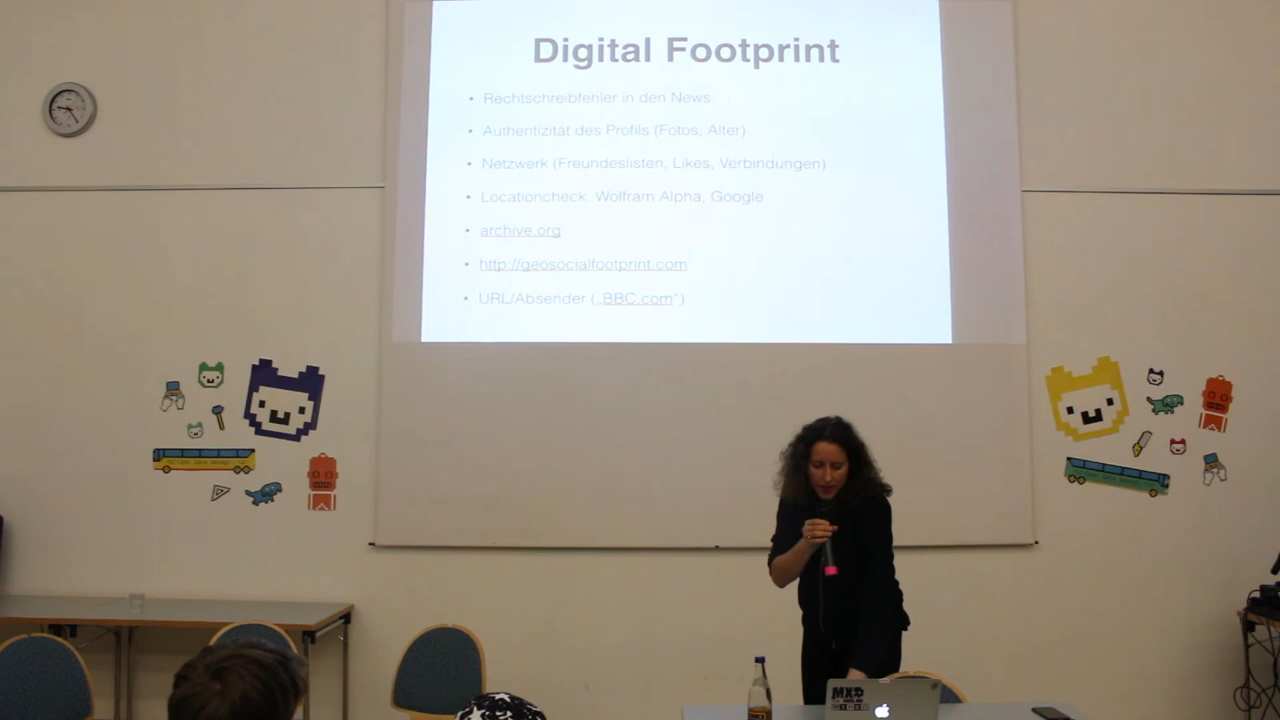 Digital Footprint
• Rechtschreibfehler in den News
• Authentizität des Profils (Fotos, Alter)
• Netzwerk (Freundeslisten, Likes, Verbindungen)
• Locationcheck: Wolfram Alpha, Google
• archive.org
• http://geosocialfootprint.com
• URL/Absender („BBC.com“)
MXD